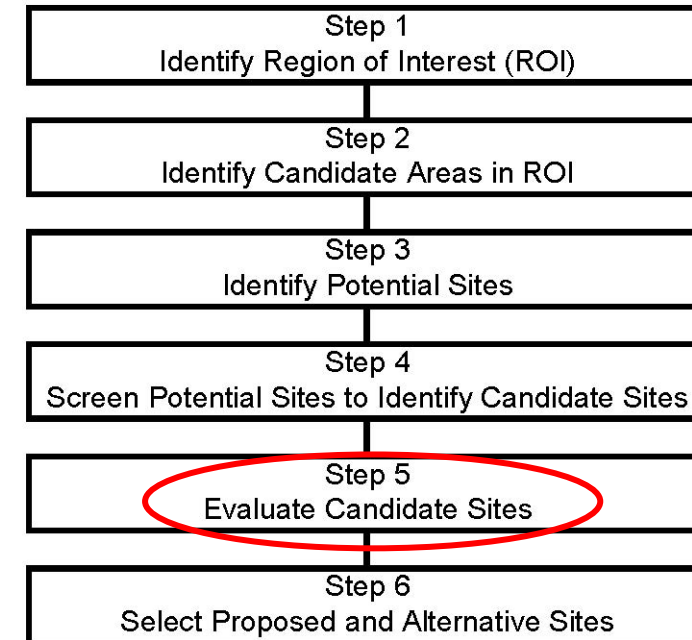 Step 1
Identify Region of Interest (ROI)
Step 2
Identify Candidate Areas in ROI
Step 3
Identify Potential Sites
Step 4
Screen Potential Sites to Identify Candidate Sites
Step 5
Evaluate Candidate Sites
Step 6
Select Proposed and Alternative Sites